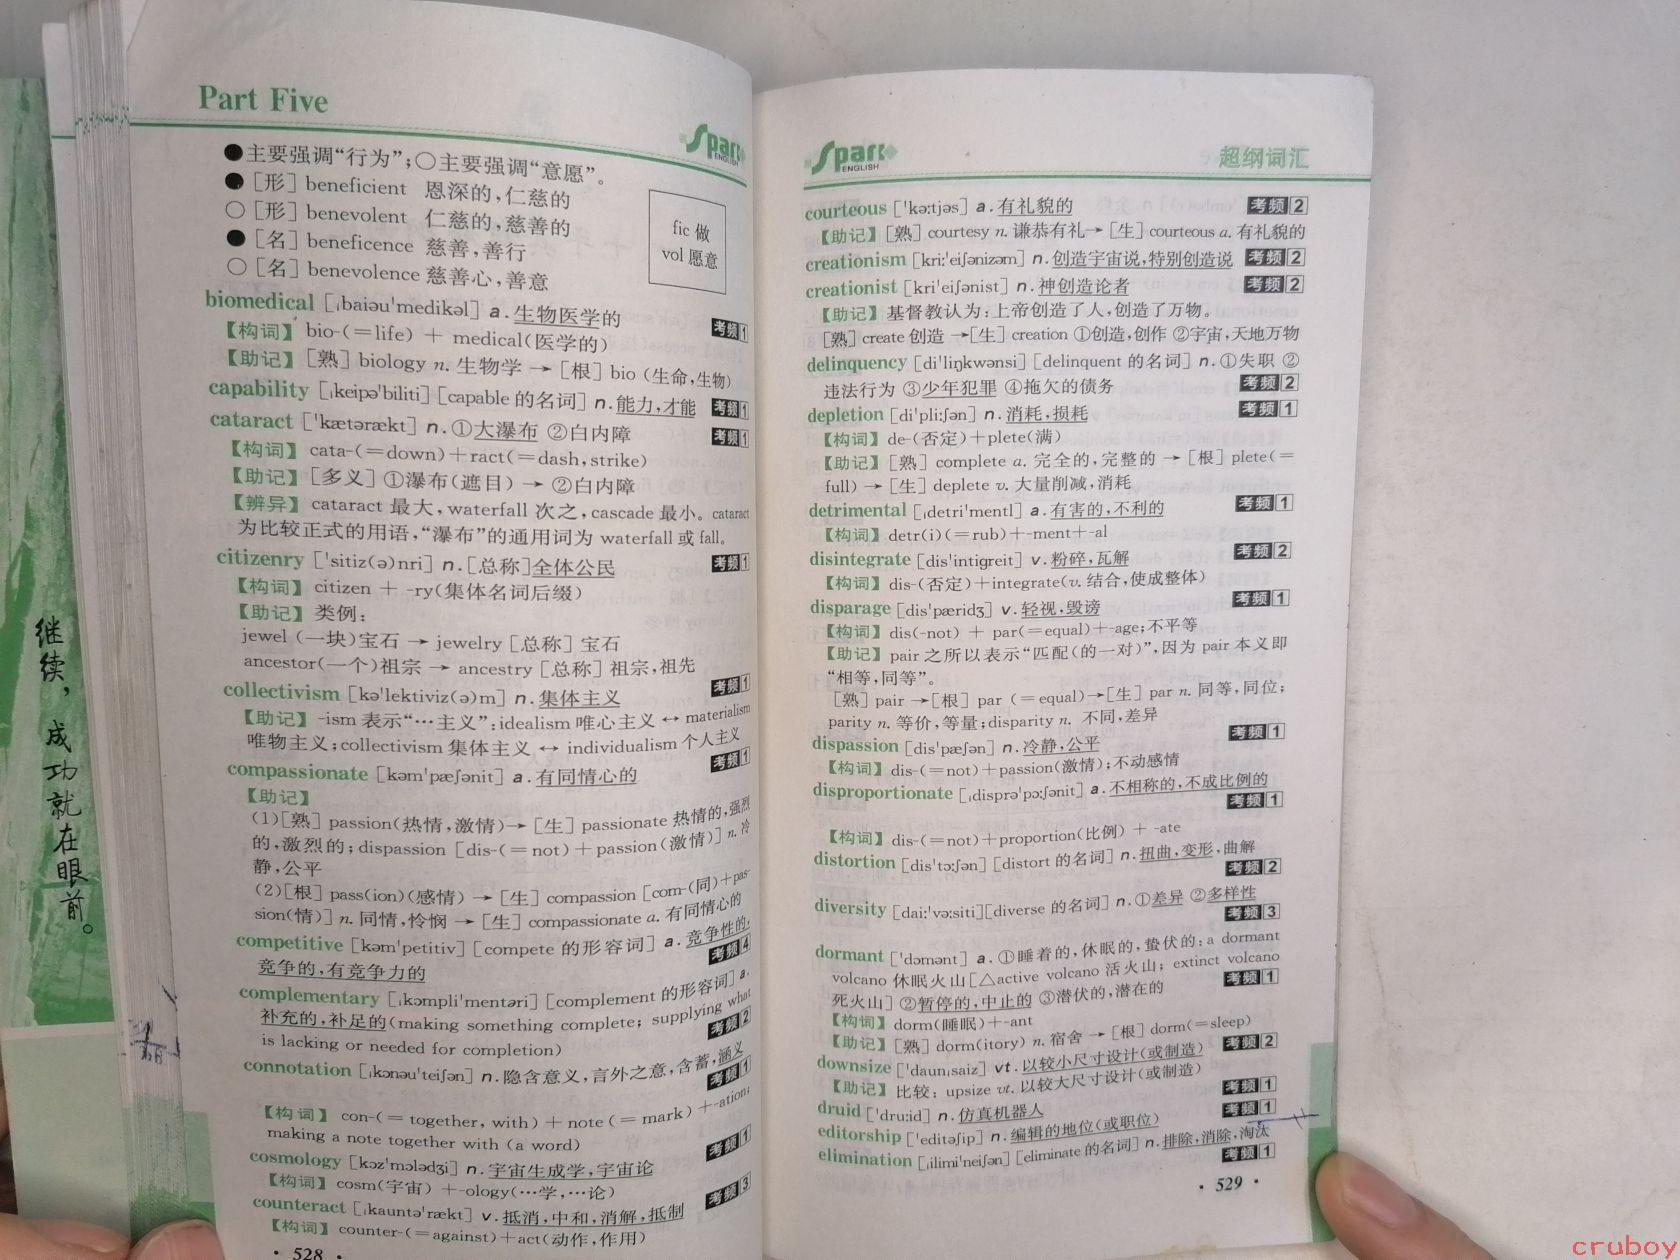 Part Five
Spark
ENGLISH
●主要强调“行为”;○主要强调“意愿”。
●[形] beneficient 恩深的,仁慈的
○[形] benevolent 仁慈的,慈善的
●[名] beneficence 慈善,善行
○[名] benevolence 慈善心,善意
fic 做
vol 愿意
biomedical [ˌbaiəu'medikəl] a.生物医学的 考频1
【构词】 bio-(=life) + medical(医学的)
【助记】 [熟] biology n. 生物学 → [根] bio (生命,生物)
capability [ˌkeipə'biliti] [capable 的名词] n.能力,才能 考频1
cataract ['kætərækt] n.①大瀑布 ②白内障 考频1
【构词】 cata-(=down)+ract(=dash,strike)
【助记】 [多义] ①瀑布(遮目) → ②白内障
【辨异】 cataract 最大, waterfall 次之, cascade 最小。cataract
为比较正式的用语,“瀑布”的通用词为 waterfall 或 fall。
citizenry ['sitiz(ə)nri] n.[总称]全体公民 考频1
【构词】 citizen + -ry(集体名词后缀)
【助记】 类例:
jewel (一块)宝石 → jewelry [总称] 宝石
ancestor(一个)祖宗 → ancestry [总称] 祖宗,祖先
collectivism [kə'lektiviz(ə)m] n.集体主义 考频1
【助记】 -ism 表示“…主义”:idealism 唯心主义 ↔ materialism
唯物主义;collectivism 集体主义 ↔ individualism 个人主义
compassionate [kəm'pæʃənit] a.有同情心的 考频1
【助记】
(1)[熟] passion(热情,激情)→ [生] passionate 热情的,强烈
的,激烈的; dispassion [dis-(=not)+passion(激情)] n. 冷
静,公平
(2)[根] pass(ion)(感情) → [生] compassion [com-(同)+pas-
sion(情)] n. 同情,怜悯 → [生] compassionate a. 有同情心的
competitive [kəm'petitiv] [compete 的形容词] a.竞争性的,
竞争的,有竞争力的 考频4
complementary [ˌkɔmpli'mentəri] [complement 的形容词] a.
补充的,补足的(making something complete; supplying what
is lacking or needed for completion) 考频2
connotation [ˌkɔnəu'teiʃən] n.隐含意义,言外之意,含蓄,涵义
考频1
【构词】 con-(=together, with) + note(=mark) +-ation;
making a note together with (a word)
cosmology [kɔz'mɔlədʒi] n.宇宙生成学,宇宙论 考频1
【构词】 cosm(宇宙) +-ology(…学,…论)
counteract [ˌkauntə'rækt] v.抵消,中和,消解,抵制 考频3
【构词】 counter-(=against)+act(动作,作用)
· 528 ·
Spark
ENGLISH
超纲词汇
courteous ['kə:tjəs] a.有礼貌的 考频2
【助记】[熟] courtesy n. 谦恭有礼→ [生] courteous a. 有礼貌的
creationism [kri:'eiʃənizəm] n.创造宇宙说,特别创造说 考频2
creationist [kri'eiʃənist] n.神创造论者 考频2
【助记】基督教认为:上帝创造了人,创造了万物。
[熟] create 创造 →[生] creation ①创造,创作 ②宇宙,天地万物
delinquency [di'liŋkwənsi] [delinquent 的名词] n.①失职 ②
违法行为 ③少年犯罪 ④拖欠的债务 考频2
depletion [di'pli:ʃən] n.消耗,损耗 考频1
【构词】de-(否定)+plete(满)
【助记】[熟] complete a. 完全的,完整的 → [根] plete(=
full) → [生] deplete v. 大量削减,消耗
detrimental [ˌdetri'mentl] a.有害的,不利的 考频1
【构词】detr(i)(=rub)+-ment+-al
disintegrate [dis'intigreit] v.粉碎,瓦解 考频2
【构词】dis-(否定)+integrate(v. 结合,使成整体)
disparage [dis'pæridʒ] v.轻视,毁谤 考频1
【构词】dis(-not) + par(=equal)+-age;不平等
【助记】pair 之所以表示“匹配(的一对)”,因为 pair 本义即
“相等,同等”。
[熟] pair →[根] par (=equal)→[生] par n. 同等,同位;
parity n. 等价,等量;disparity n. 不同,差异
dispassion [dis'pæʃən] n.冷静,公平 考频1
【构词】dis-(=not)+passion(激情);不动感情
disproportionate [ˌdisprə'pɔ:ʃənit] a.不相称的,不成比例的
考频1
【构词】dis-(=not)+proportion(比例) + -ate
distortion [dis'tɔ:ʃən] [distort 的名词] n.扭曲,变形,曲解
考频2
diversity [dai:'və:siti][diverse 的名词] n.①差异 ②多样性
考频3
dormant ['dɔmənt] a.①睡着的,休眠的,蛰伏的:a dormant
volcano 休眠火山[△active volcano 活火山; extinct volcano
死火山] ②暂停的,中止的 ③潜伏的,潜在的 考频1
【构词】dorm(睡眠)+-ant
【助记】[熟] dorm(itory) n. 宿舍 → [根] dorm(=sleep)
downsize ['daunˌsaiz] vt.以较小尺寸设计(或制造) 考频2
【助记】比较: upsize vt. 以较大尺寸设计(或制造)
druid ['dru:id] n.仿真机器人 考频1
editorship ['editəʃip] n.编辑的地位(或职位) 考频1
elimination [ˌilimi'neiʃən] [eliminate 的名词] n.排除,消除,淘汰
考频1
· 529 ·
继续,成功就在眼前。
cruboy